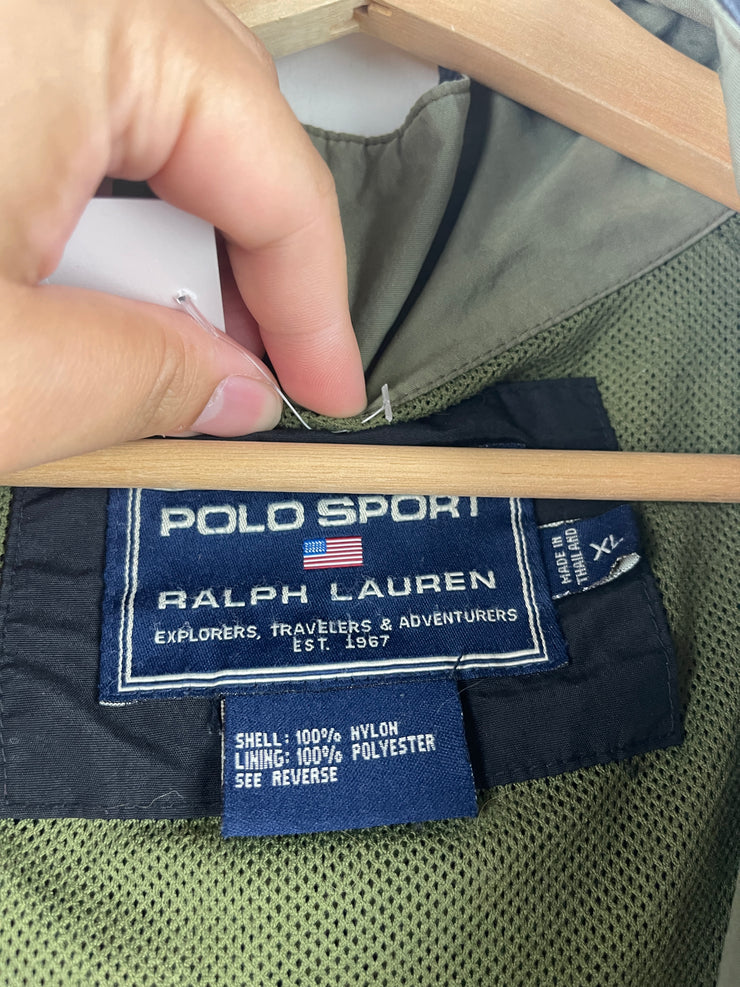 POLO SPORT
RALPH LAUREN
EXPLORERS, TRAVELERS & ADVENTURERS
EST. 1967
MADE IN
THAILAND
XL
SHELL: 100% NYLON
LINING: 100% POLYESTER
SEE REVERSE